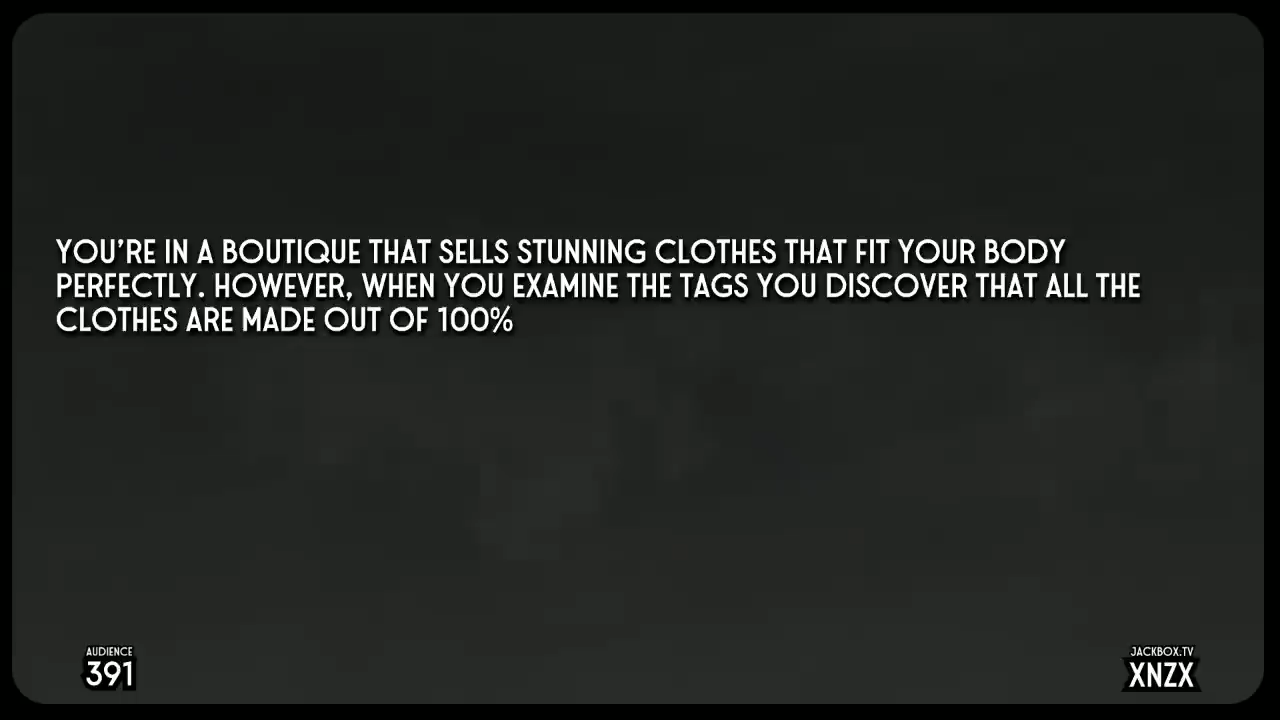 YOU'RE IN A BOUTIQUE THAT SELLS STUNNING CLOTHES THAT FIT YOUR BODY
PERFECTLY. HOWEVER, WHEN YOU EXAMINE THE TAGS YOU DISCOVER THAT ALL THE
CLOTHES ARE MADE OUT OF 100%
AUDIENCE
391
JACKBOX.TV
XNZX